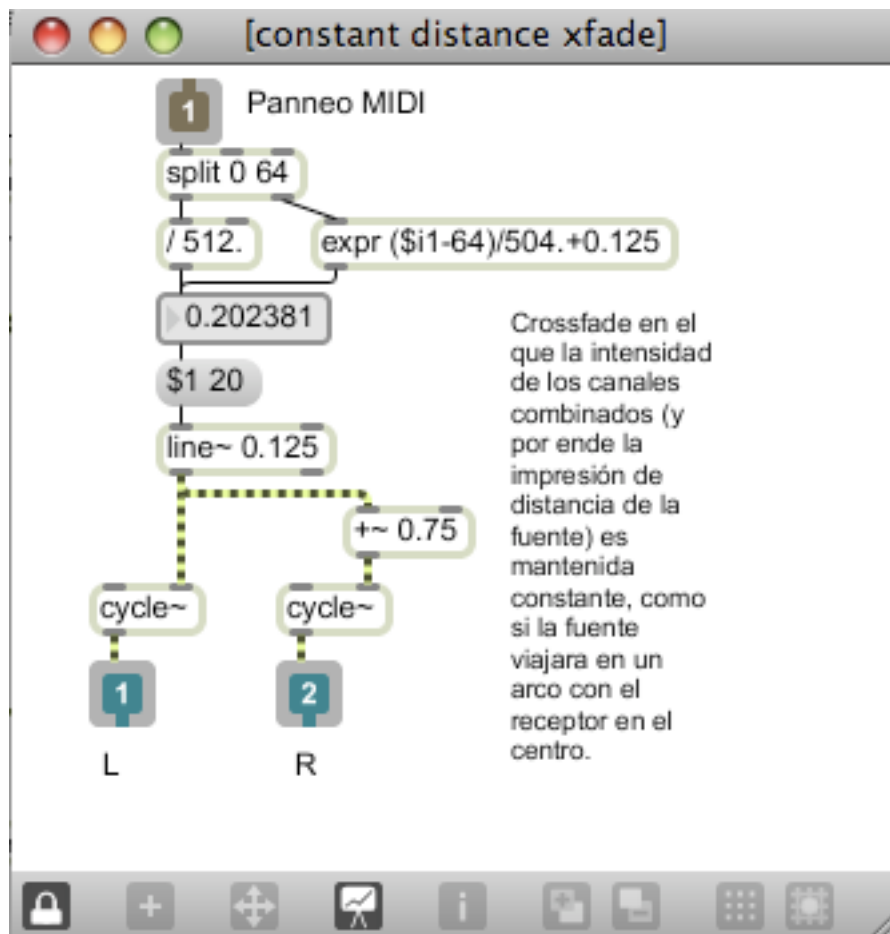 [constant distance xfade]
1
Panneo MIDI
split 0 64
/ 512.
expr ($i1-64)/504.+0.125
0.202381
$1 20
line~ 0.125
+~ 0.75
cycle~
cycle~
1
2
L
R
Crossfade en el
que la intensidad
de los canales
combinados (y
por ende la
impresión de
distancia de la
fuente) es
mantenida
constante, como
si la fuente
viajara en un
arco con el
receptor en el
centro.